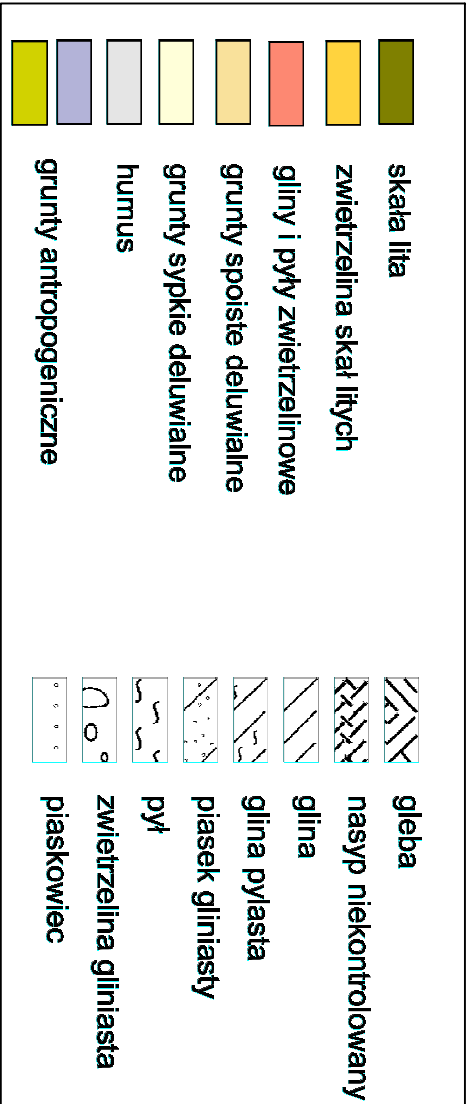 skała lita
zwietrzelina skał litych
gliny i pyły zwietrzelinowe
grunty spoiste deluwialne
grunty sypkie deluwialne
humus
grunty antropogeniczne
gleba
nasyp niekontrolowany
glina
glina pylasta
piasek gliniasty
pył
zwietrzelina gliniasta
piaskowiec